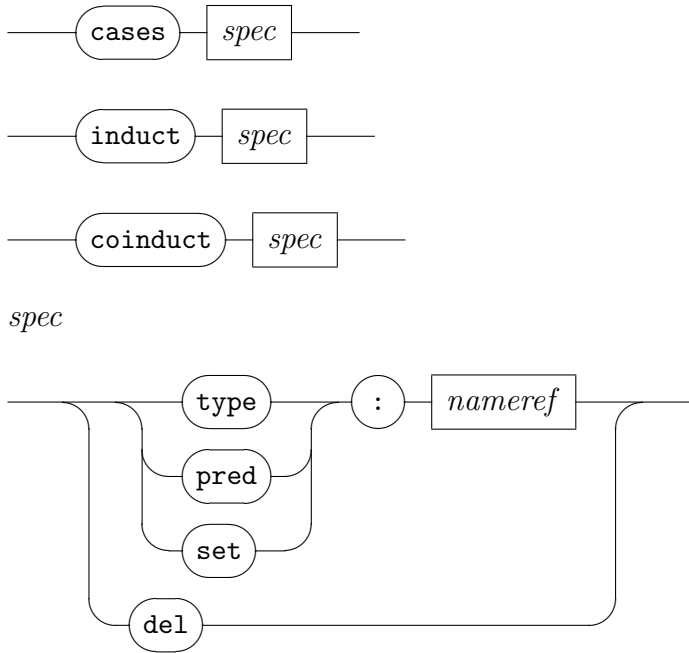 cases spec
induct spec
coinduct spec
spec
type : nameref
pred
set
del